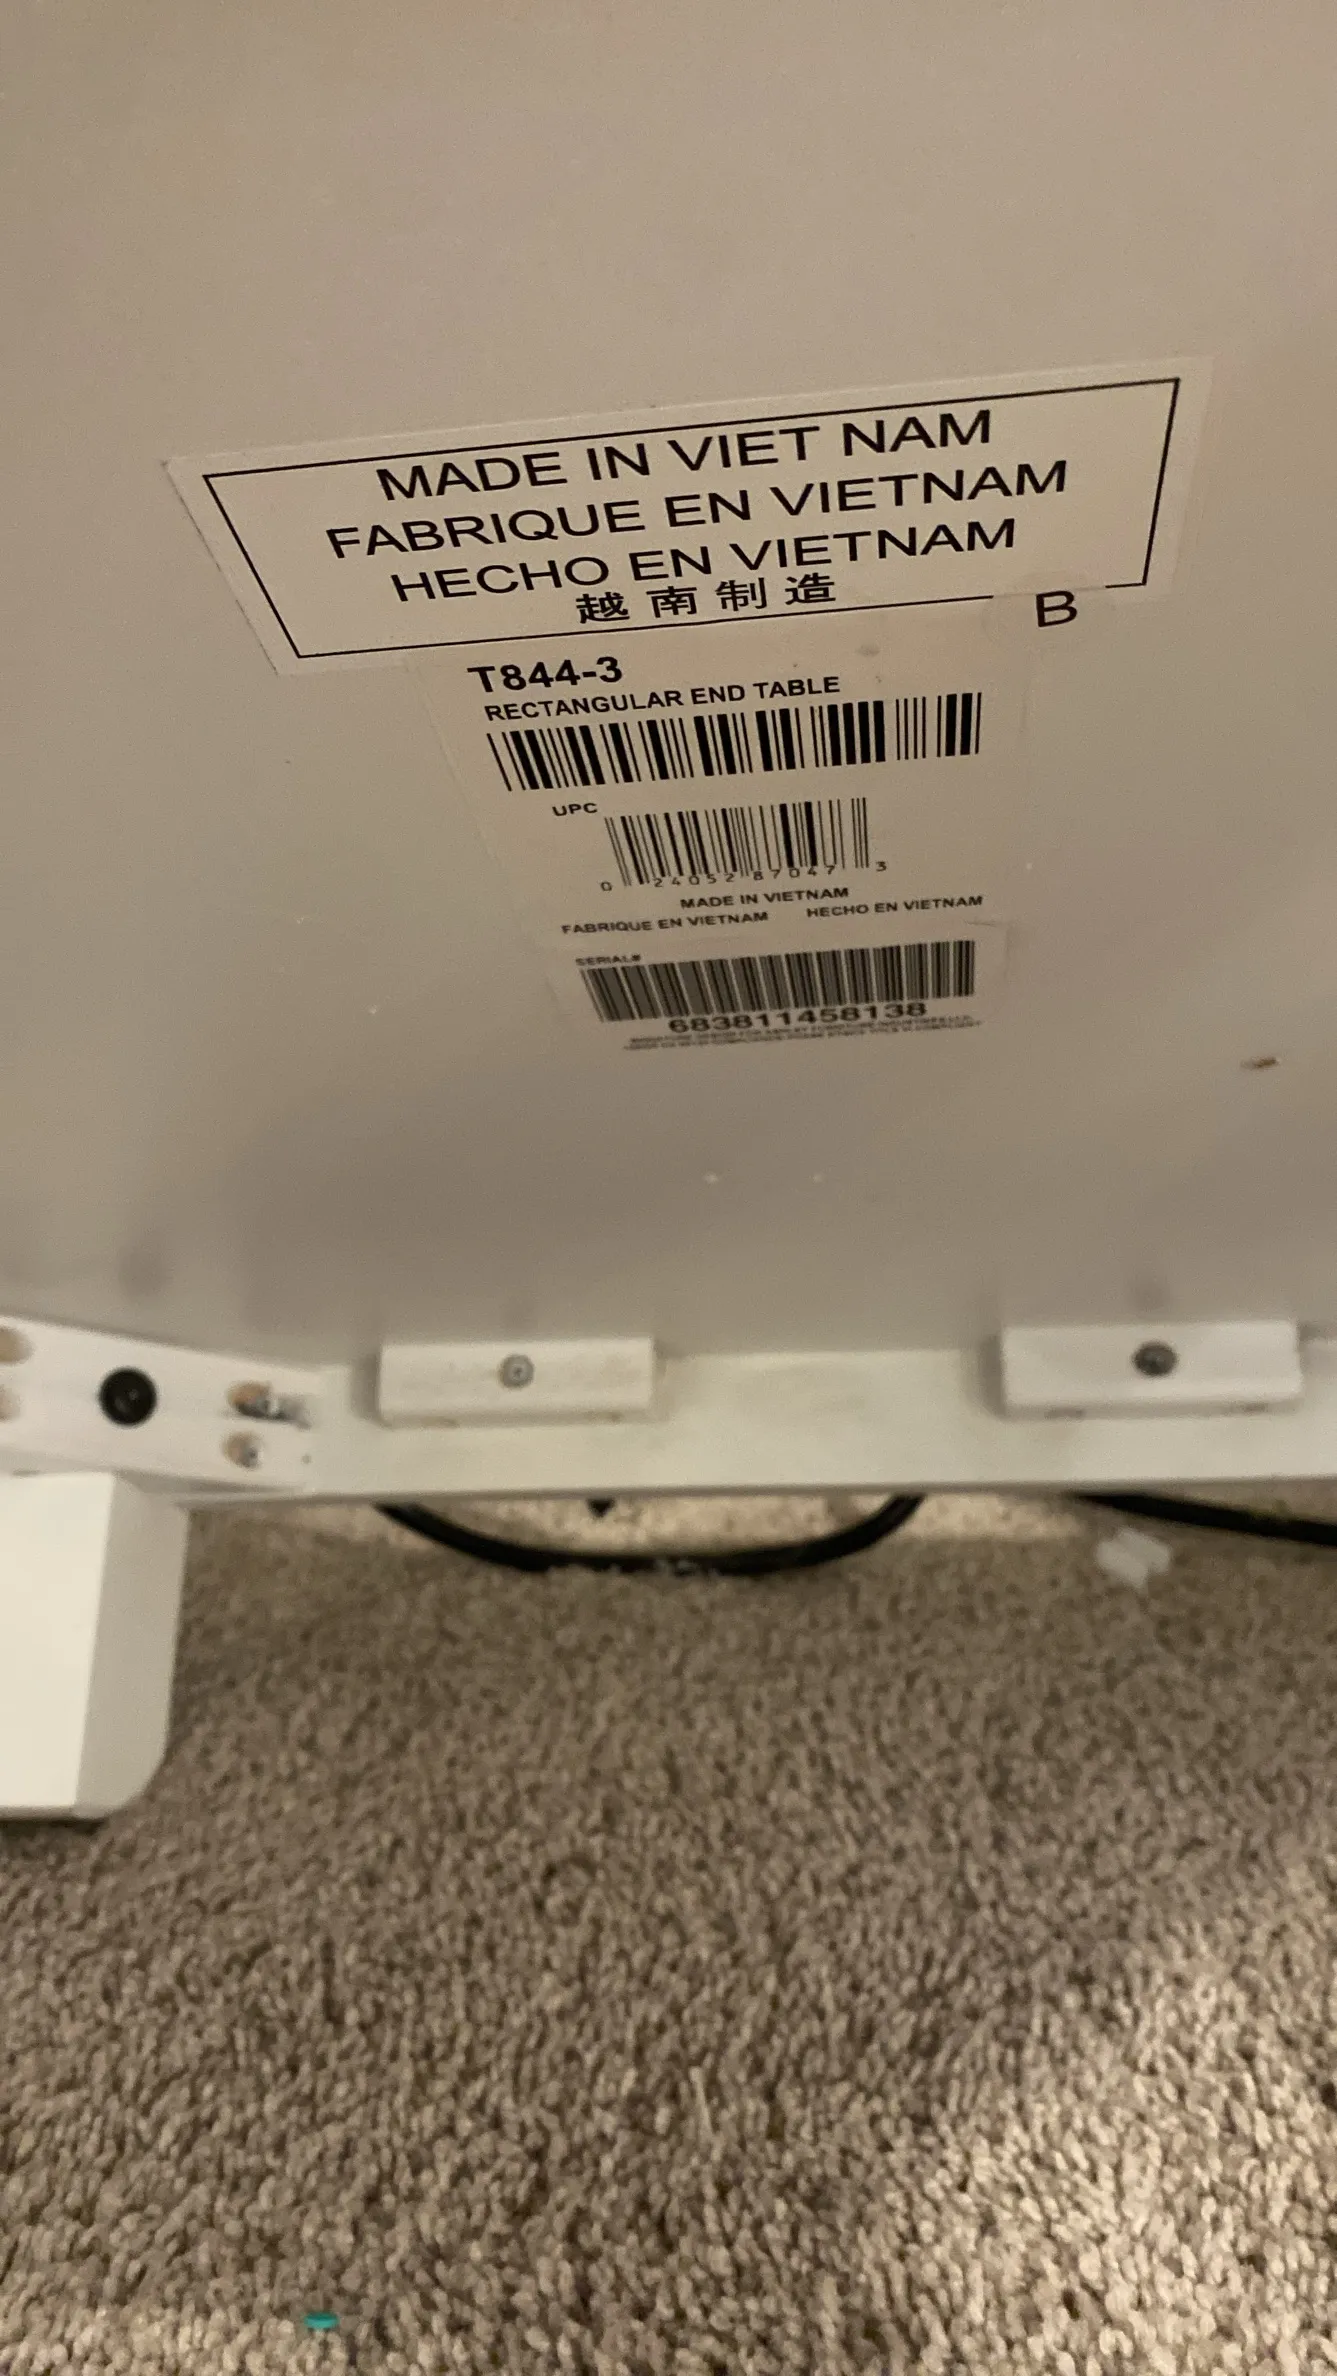 MADE IN VIET NAM
FABRIQUE EN VIETNAM
HECHO EN VIETNAM
越南制造
B
T844-3
RECTANGULAR END TABLE
UPC
0 24052 87047 3
MADE IN VIETNAM
FABRIQUE EN VIETNAM HECHO EN VIETNAM
SERIAL#
683811458138